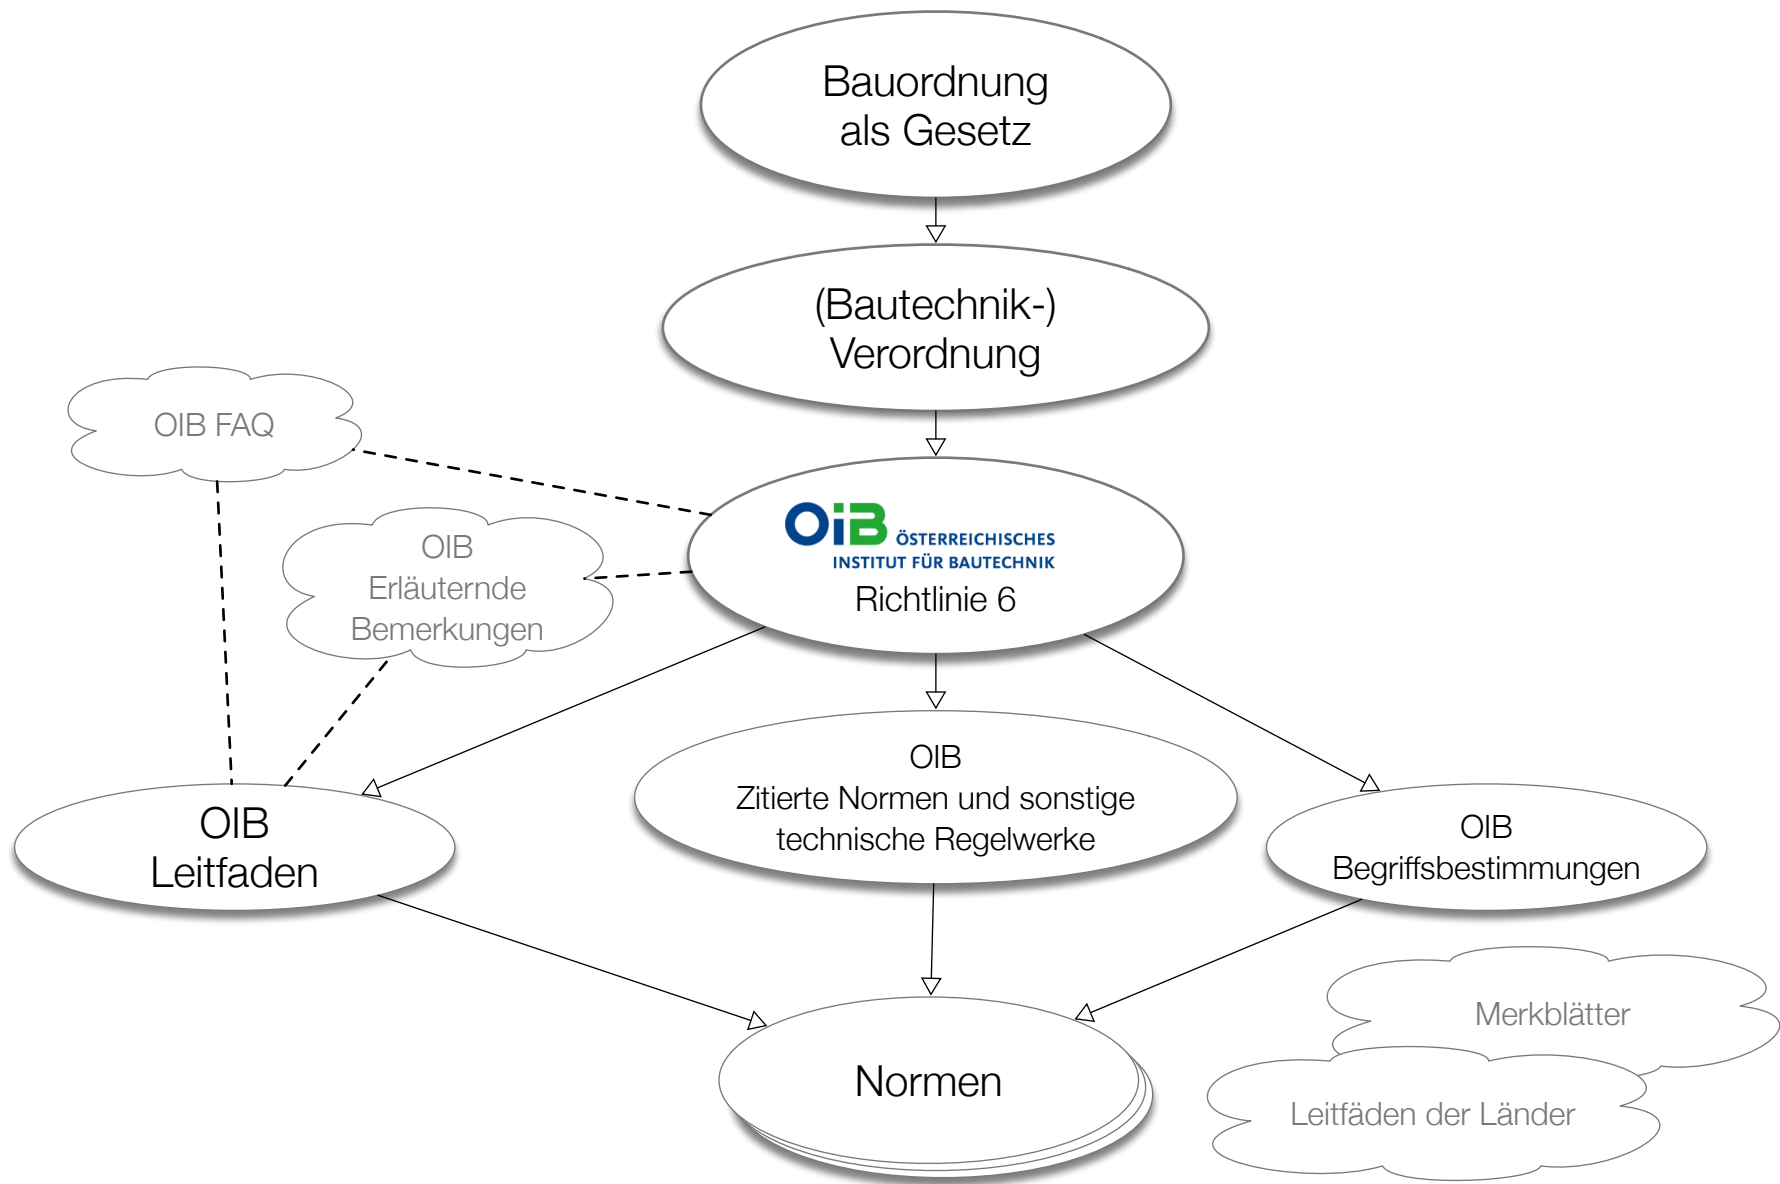 Bauordnung
als Gesetz
(Bautechnik-)
Verordnung
OIB FAQ
OiB ÖSTERREICHISCHES
INSTITUT FÜR BAUTECHNIK
Richtlinie 6
OIB
Erläuternde
Bemerkungen
OIB
Zitierte Normen und sonstige
technische Regelwerke
OIB
Leitfaden
OIB
Begriffsbestimmungen
Merkblätter
Normen
Leitfäden der Länder